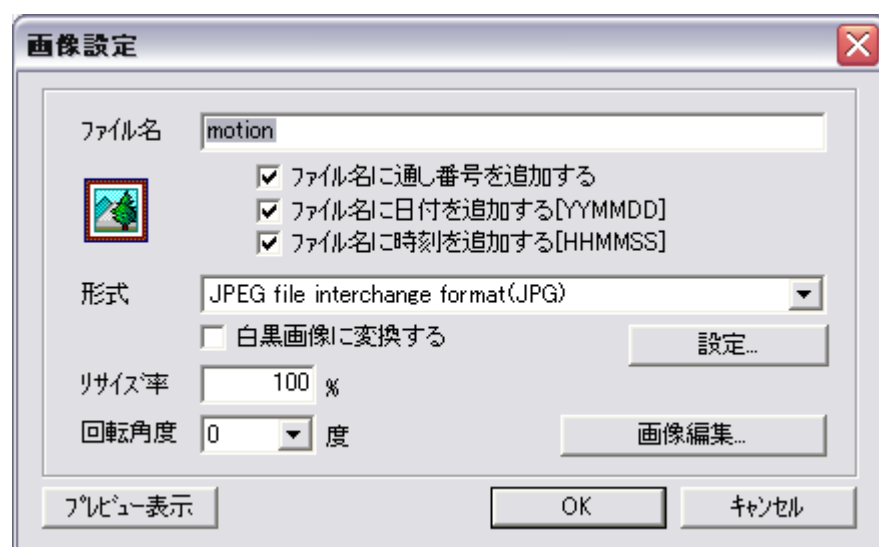 画像設定
ファイル名 motion
ファイル名に通し番号を追加する
ファイル名に日付を追加する[YYMMDD]
ファイル名に時刻を追加する[HHMMSS]
形式 JPEG file interchange format(JPG)
白黒画像に変換する 設定...
リサイズ率 100 %
回転角度 0 度 画像編集...
プレビュー表示 OK キャンセル